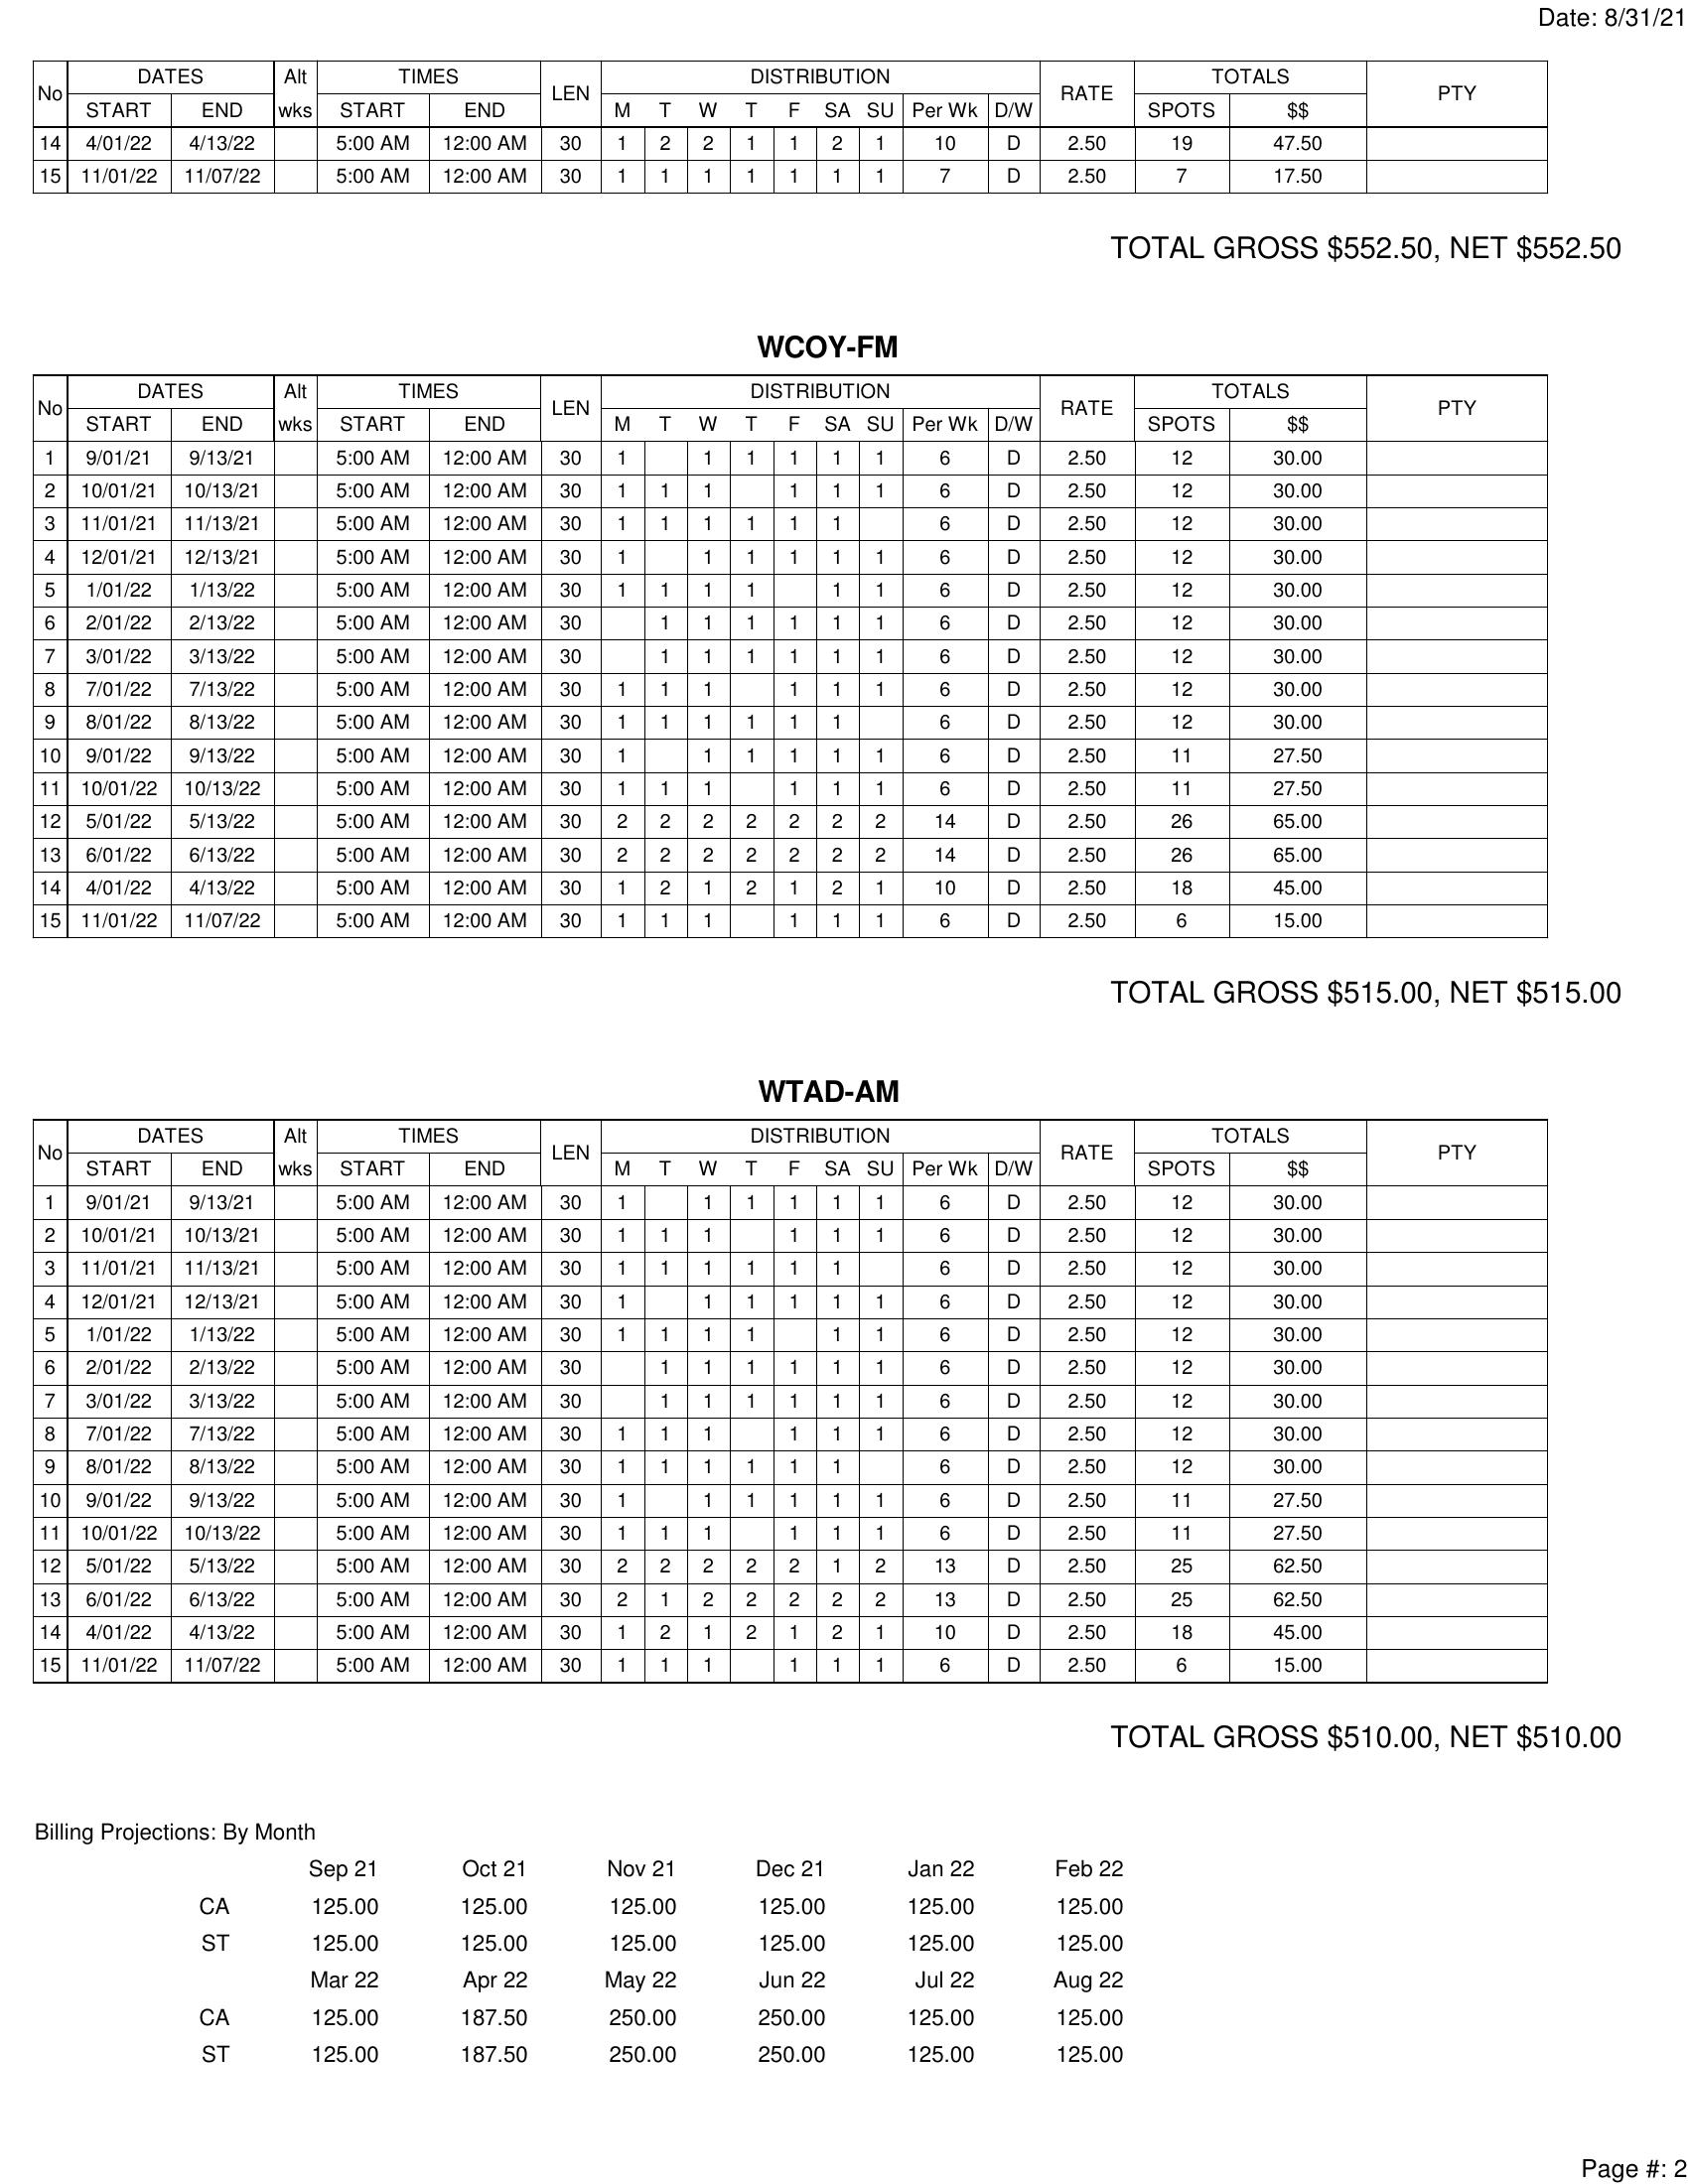 Date: 8/31/21
No DATES Alt TIMES LEN DISTRIBUTION RATE TOTALS PTY
START END wks START END M T W T F SA SU Per Wk D/W SPOTS $$
14 4/01/22 4/13/22 5:00 AM 12:00 AM 30 1 2 2 1 1 2 1 10 D 2.50 19 47.50
15 11/01/22 11/07/22 5:00 AM 12:00 AM 30 1 1 1 1 1 1 1 7 D 2.50 7 17.50
TOTAL GROSS $552.50, NET $552.50
WCOY-FM
No DATES Alt TIMES LEN DISTRIBUTION RATE TOTALS PTY
START END wks START END M T W T F SA SU Per Wk D/W SPOTS $$
1 9/01/21 9/13/21 5:00 AM 12:00 AM 30 1 1 1 1 1 1 6 D 2.50 12 30.00
2 10/01/21 10/13/21 5:00 AM 12:00 AM 30 1 1 1 1 1 1 6 D 2.50 12 30.00
3 11/01/21 11/13/21 5:00 AM 12:00 AM 30 1 1 1 1 1 1 6 D 2.50 12 30.00
4 12/01/21 12/13/21 5:00 AM 12:00 AM 30 1 1 1 1 1 1 6 D 2.50 12 30.00
5 1/01/22 1/13/22 5:00 AM 12:00 AM 30 1 1 1 1 1 1 6 D 2.50 12 30.00
6 2/01/22 2/13/22 5:00 AM 12:00 AM 30 1 1 1 1 1 1 6 D 2.50 12 30.00
7 3/01/22 3/13/22 5:00 AM 12:00 AM 30 1 1 1 1 1 1 6 D 2.50 12 30.00
8 7/01/22 7/13/22 5:00 AM 12:00 AM 30 1 1 1 1 1 1 6 D 2.50 12 30.00
9 8/01/22 8/13/22 5:00 AM 12:00 AM 30 1 1 1 1 1 1 6 D 2.50 12 30.00
10 9/01/22 9/13/22 5:00 AM 12:00 AM 30 1 1 1 1 1 1 6 D 2.50 11 27.50
11 10/01/22 10/13/22 5:00 AM 12:00 AM 30 1 1 1 1 1 1 6 D 2.50 11 27.50
12 5/01/22 5/13/22 5:00 AM 12:00 AM 30 2 2 2 2 2 2 2 14 D 2.50 26 65.00
13 6/01/22 6/13/22 5:00 AM 12:00 AM 30 2 2 2 2 2 2 2 14 D 2.50 26 65.00
14 4/01/22 4/13/22 5:00 AM 12:00 AM 30 1 2 1 2 1 2 1 10 D 2.50 18 45.00
15 11/01/22 11/07/22 5:00 AM 12:00 AM 30 1 1 1 1 1 1 6 D 2.50 6 15.00
TOTAL GROSS $515.00, NET $515.00
WTAD-AM
No DATES Alt TIMES LEN DISTRIBUTION RATE TOTALS PTY
START END wks START END M T W T F SA SU Per Wk D/W SPOTS $$
1 9/01/21 9/13/21 5:00 AM 12:00 AM 30 1 1 1 1 1 1 6 D 2.50 12 30.00
2 10/01/21 10/13/21 5:00 AM 12:00 AM 30 1 1 1 1 1 1 6 D 2.50 12 30.00
3 11/01/21 11/13/21 5:00 AM 12:00 AM 30 1 1 1 1 1 1 6 D 2.50 12 30.00
4 12/01/21 12/13/21 5:00 AM 12:00 AM 30 1 1 1 1 1 1 6 D 2.50 12 30.00
5 1/01/22 1/13/22 5:00 AM 12:00 AM 30 1 1 1 1 1 1 6 D 2.50 12 30.00
6 2/01/22 2/13/22 5:00 AM 12:00 AM 30 1 1 1 1 1 1 6 D 2.50 12 30.00
7 3/01/22 3/13/22 5:00 AM 12:00 AM 30 1 1 1 1 1 1 6 D 2.50 12 30.00
8 7/01/22 7/13/22 5:00 AM 12:00 AM 30 1 1 1 1 1 1 6 D 2.50 12 30.00
9 8/01/22 8/13/22 5:00 AM 12:00 AM 30 1 1 1 1 1 1 6 D 2.50 12 30.00
10 9/01/22 9/13/22 5:00 AM 12:00 AM 30 1 1 1 1 1 1 6 D 2.50 11 27.50
11 10/01/22 10/13/22 5:00 AM 12:00 AM 30 1 1 1 1 1 1 6 D 2.50 11 27.50
12 5/01/22 5/13/22 5:00 AM 12:00 AM 30 2 2 2 2 2 1 2 13 D 2.50 25 62.50
13 6/01/22 6/13/22 5:00 AM 12:00 AM 30 2 1 2 2 2 2 2 13 D 2.50 25 62.50
14 4/01/22 4/13/22 5:00 AM 12:00 AM 30 1 2 1 2 1 2 1 10 D 2.50 18 45.00
15 11/01/22 11/07/22 5:00 AM 12:00 AM 30 1 1 1 1 1 1 6 D 2.50 6 15.00
TOTAL GROSS $510.00, NET $510.00
Billing Projections: By Month
Sep 21 Oct 21 Nov 21 Dec 21 Jan 22 Feb 22
CA 125.00 125.00 125.00 125.00 125.00 125.00
ST 125.00 125.00 125.00 125.00 125.00 125.00
Mar 22 Apr 22 May 22 Jun 22 Jul 22 Aug 22
CA 125.00 187.50 250.00 250.00 125.00 125.00
ST 125.00 187.50 250.00 250.00 125.00 125.00
Page #: 2